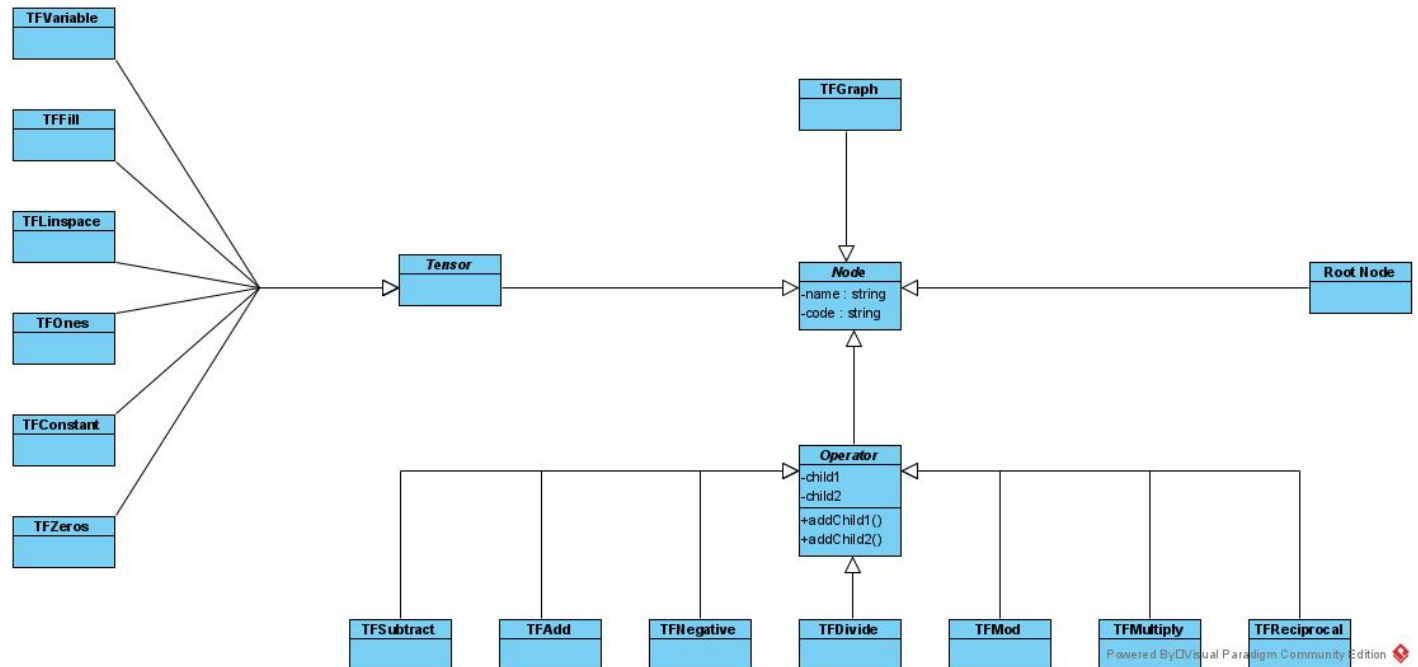 TFVariable
TFGraph
TFFill
TFLinspace
Tensor
Node
-name : string
-code : string
Root Node
TFOnes
TFConstant
Operator
-child1
-child2
+addChild1()
+addChild2()
TFZeros
TFSubtract
TFAdd
TFNegative
TFDivide
TFMod
TFMultiply
TFReciprocal
Powered By□Visual Paradigm Community Edition